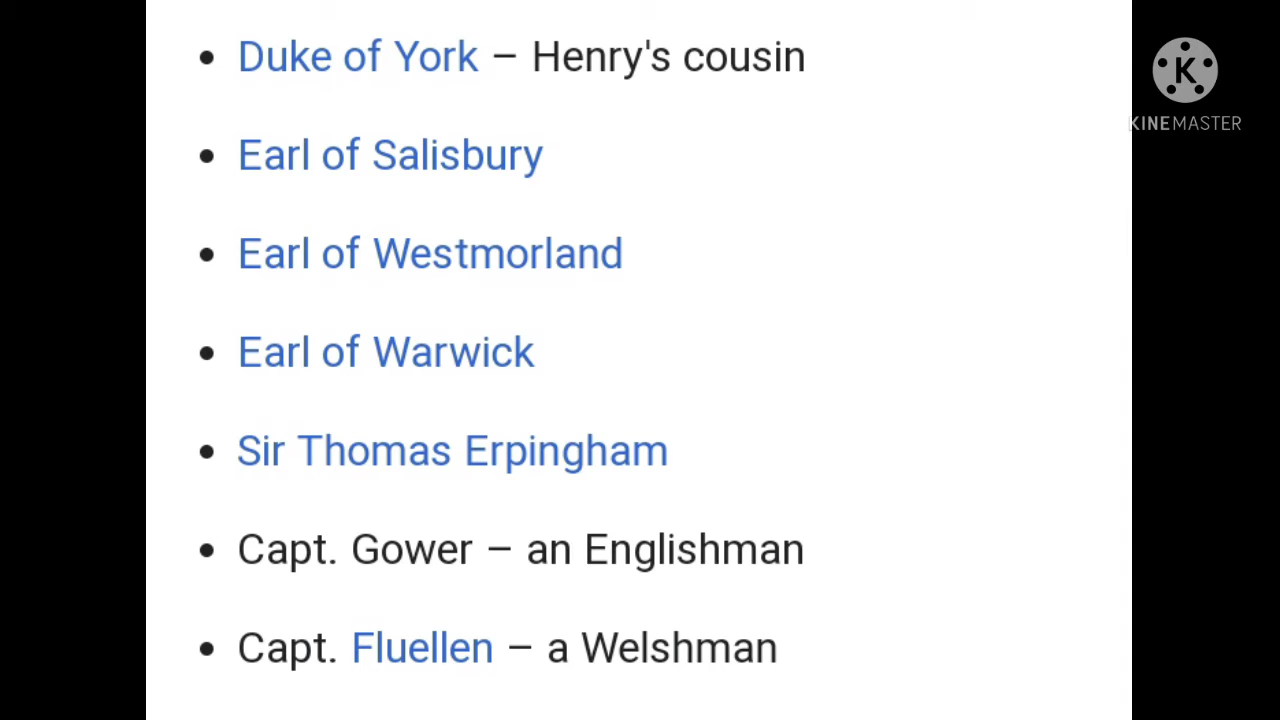 • Duke of York – Henry's cousin
• Earl of Salisbury
• Earl of Westmorland
• Earl of Warwick
• Sir Thomas Erpingham
• Capt. Gower – an Englishman
• Capt. Fluellen – a Welshman
K
KINEMASTER